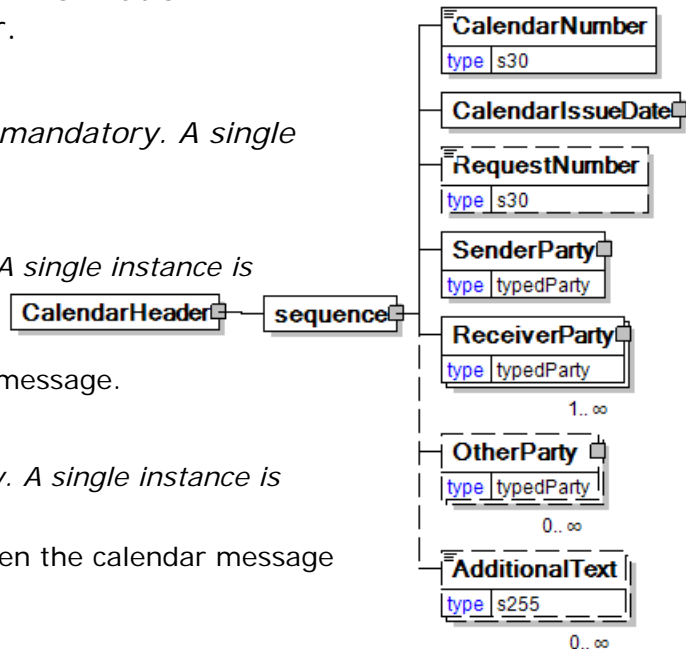 r.
mandatory. A single
A single instance is
message.
y. A single instance is
en the calendar message
CalendarHeader
sequence
CalendarNumber
type s30
CalendarIssueDate
RequestNumber
type s30
SenderParty
type typedParty
ReceiverParty
type typedParty
1.. ∞
OtherParty
type typedParty
0.. ∞
AdditionalText
type s255
0.. ∞